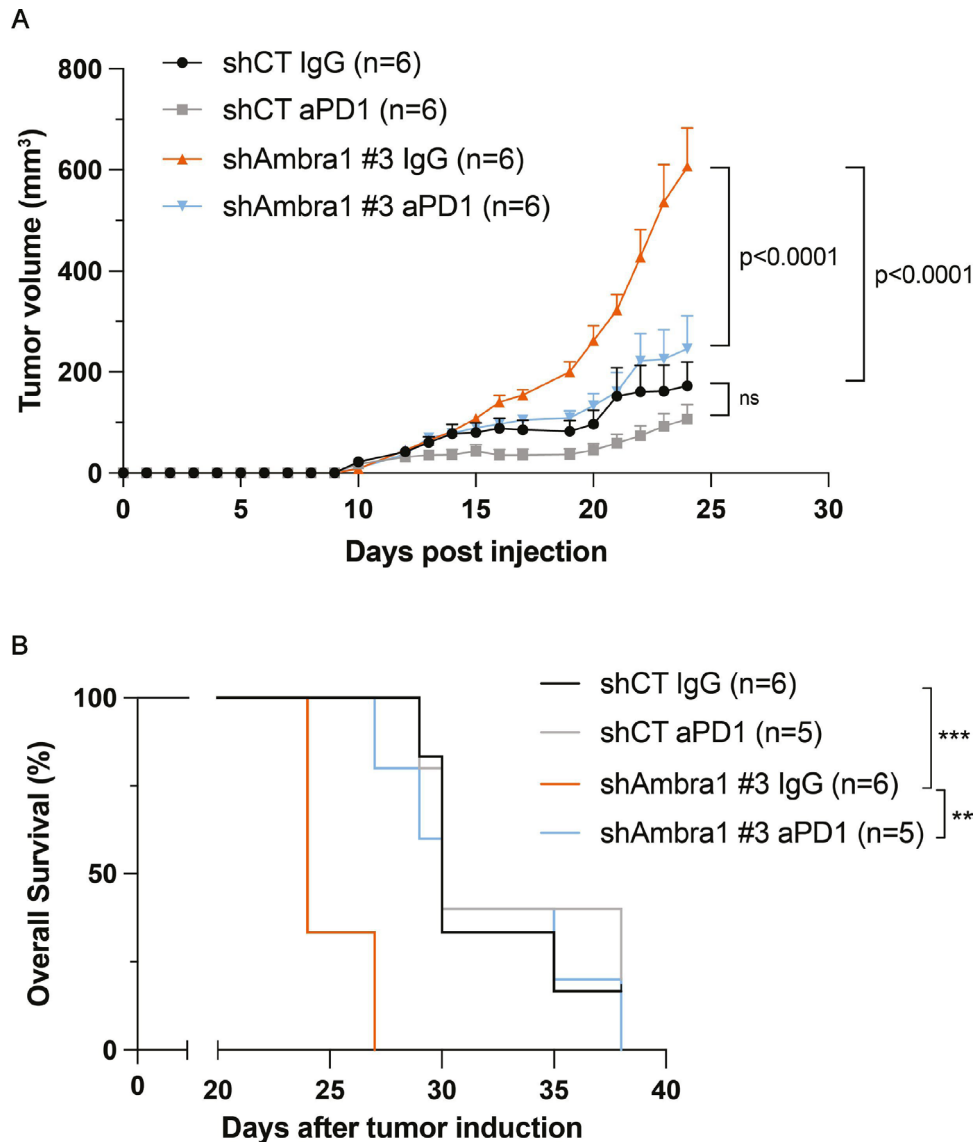 A
shCT IgG (n=6)
shCT aPD1 (n=6)
shAmbra1 #3 IgG (n=6)
shAmbra1 #3 aPD1 (n=6)
Tumor volume (mm³)
800
600
400
200
0
p<0.0001
p<0.0001
ns
0 5 10 15 20 25 30
Days post injection
B
shCT IgG (n=6)
shCT aPD1 (n=5)
shAmbra1 #3 IgG (n=6)
shAmbra1 #3 aPD1 (n=5)
***
**
Overall Survival (%)
100
50
0
0 20 25 30 35 40
Days after tumor induction